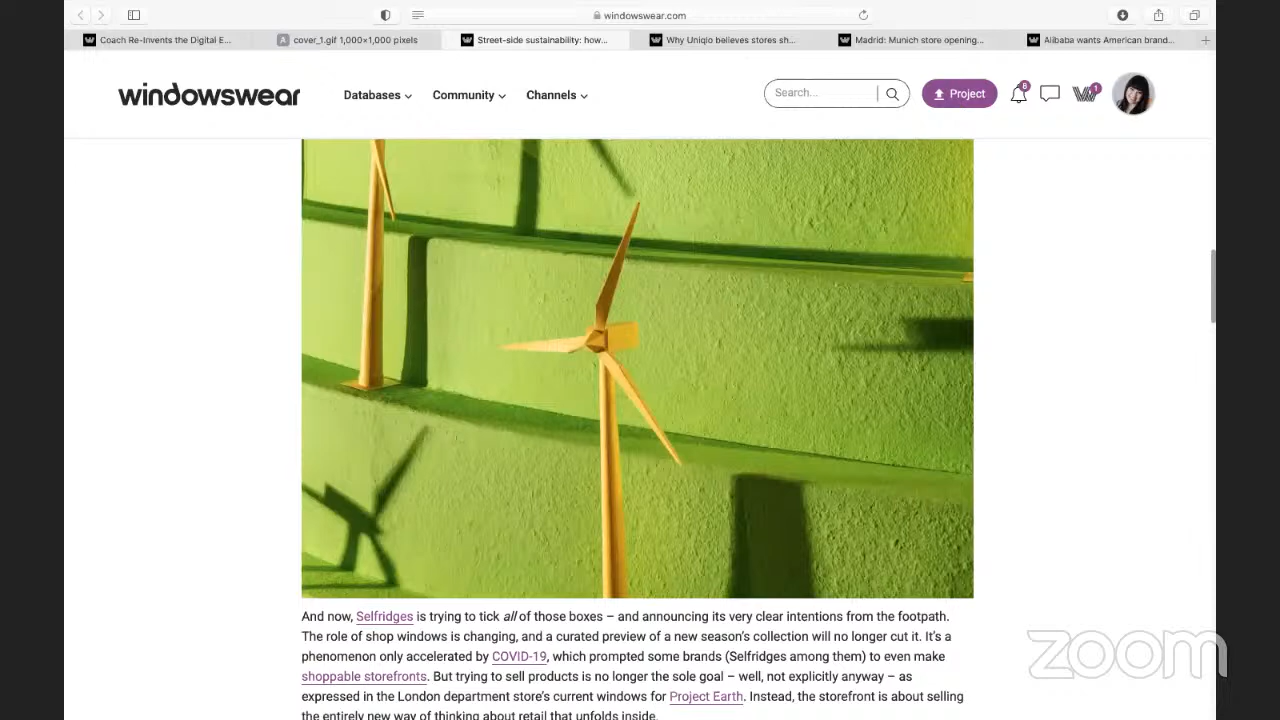 windowswear.com
Coach Re-Invents the Digital E...
cover_1.gif 1,000×1,000 pixels
Street-side sustainability: how...
Why Uniqlo believes stores sh...
Madrid: Munich store opening...
Alibaba wants American brand...
windowswear
Databases
Community
Channels
Search...
Project
8
1
And now, Selfridges is trying to tick all of those boxes – and announcing its very clear intentions from the footpath.
The role of shop windows is changing, and a curated preview of a new season's collection will no longer cut it. It's a
phenomenon only accelerated by COVID-19, which prompted some brands (Selfridges among them) to even make
shoppable storefronts. But trying to sell products is no longer the sole goal – well, not explicitly anyway – as
expressed in the London department store's current windows for Project Earth. Instead, the storefront is about selling
the entirely new way of thinking about retail that unfolds inside.
zoom